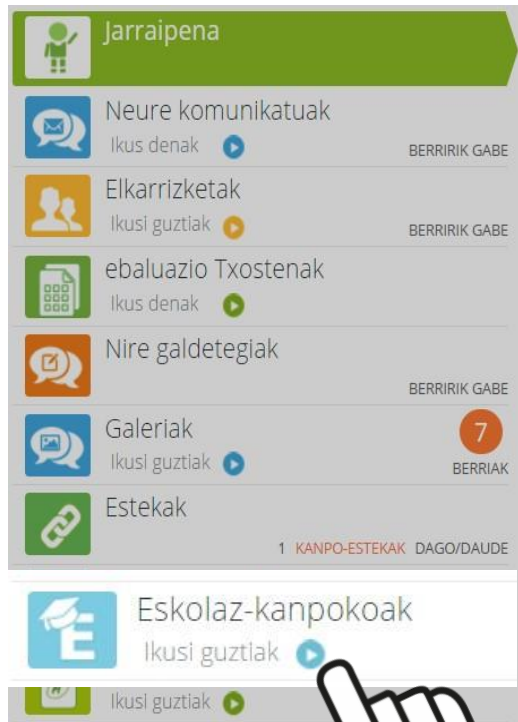 Jarraipena
Neure komunikatuak
Ikus denak
BERRIRIK GABE
Elkarrizketak
Ikusi guztiak
BERRIRIK GABE
ebaluazio Txostenak
Ikus denak
Nire galdetegiak
BERRIRIK GABE
Galeriak
7
Ikusi guztiak
BERRIAK
Estekak
1 KANPO-ESTEKAK DAGO/DAUDE
Eskolaz-kanpokoak
Ikusi guztiak
Ikusi guztiak